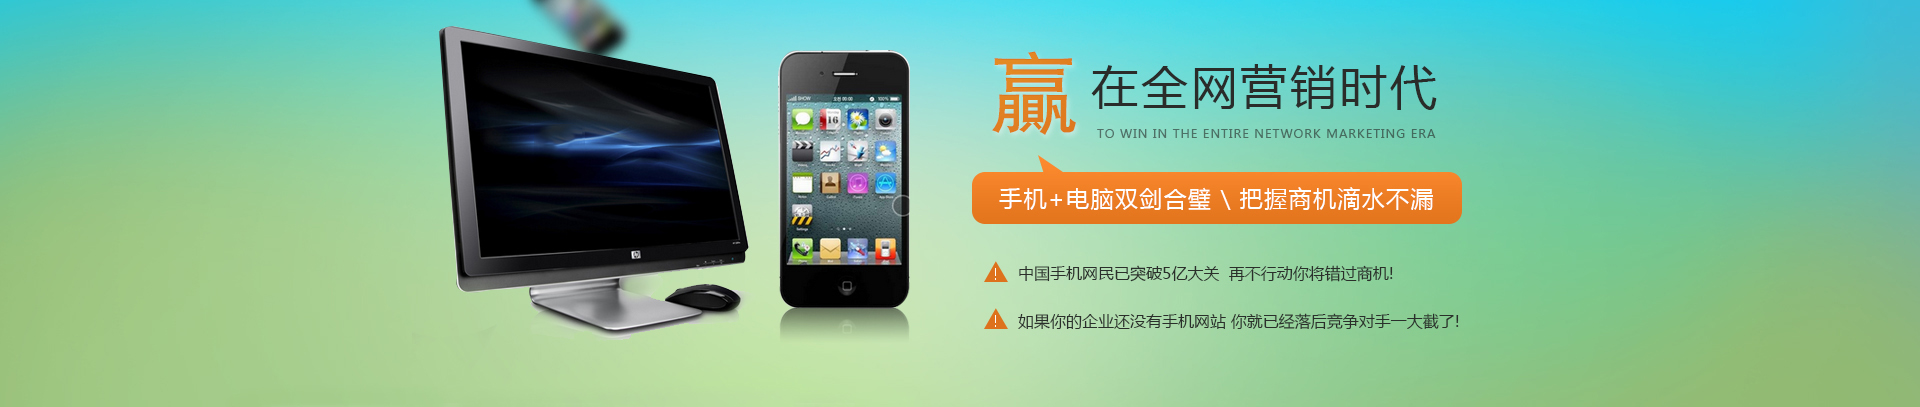 赢在全网营销时代
TO WIN IN THE ENTIRE NETWORK MARKETING ERA
手机+电脑双剑合璧 \ 把握商机滴水不漏
中国手机网民已突破5亿大关 再不行动你将错过商机!
如果你的企业还没有手机网站 你就已经落后竞争对手一大截了!
hp
16